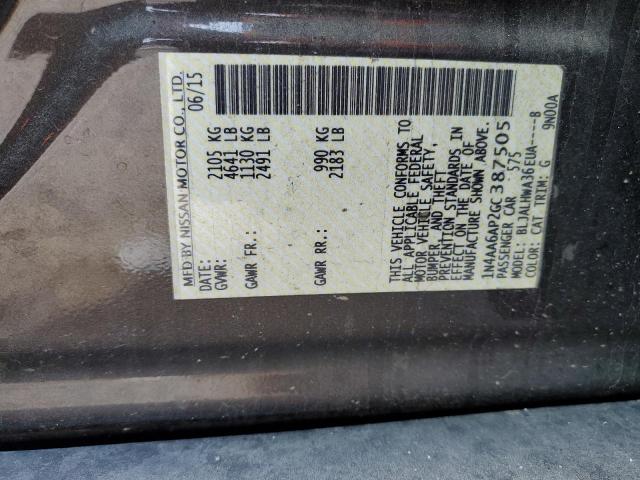 MFD BY NISSAN MOTOR CO., LTD.
DATE: 06/15
GVWR: 2105 KG
4641 LB
GAWR FR.: 1130 KG
2491 LB
GAWR RR.: 990 KG
2183 LB
THIS VEHICLE CONFORMS TO
ALL APPLICABLE FEDERAL
MOTOR VEHICLE SAFETY,
BUMPER, AND THEFT
PREVENTION STANDARDS IN
EFFECT ON THE DATE OF
MANUFACTURE SHOWN ABOVE.
1N4AA6AP2GC387505
PASSENGER CAR 575
MODEL: BLJALHWA36EUA----B
COLOR: CAT TRIM: G 9N00A